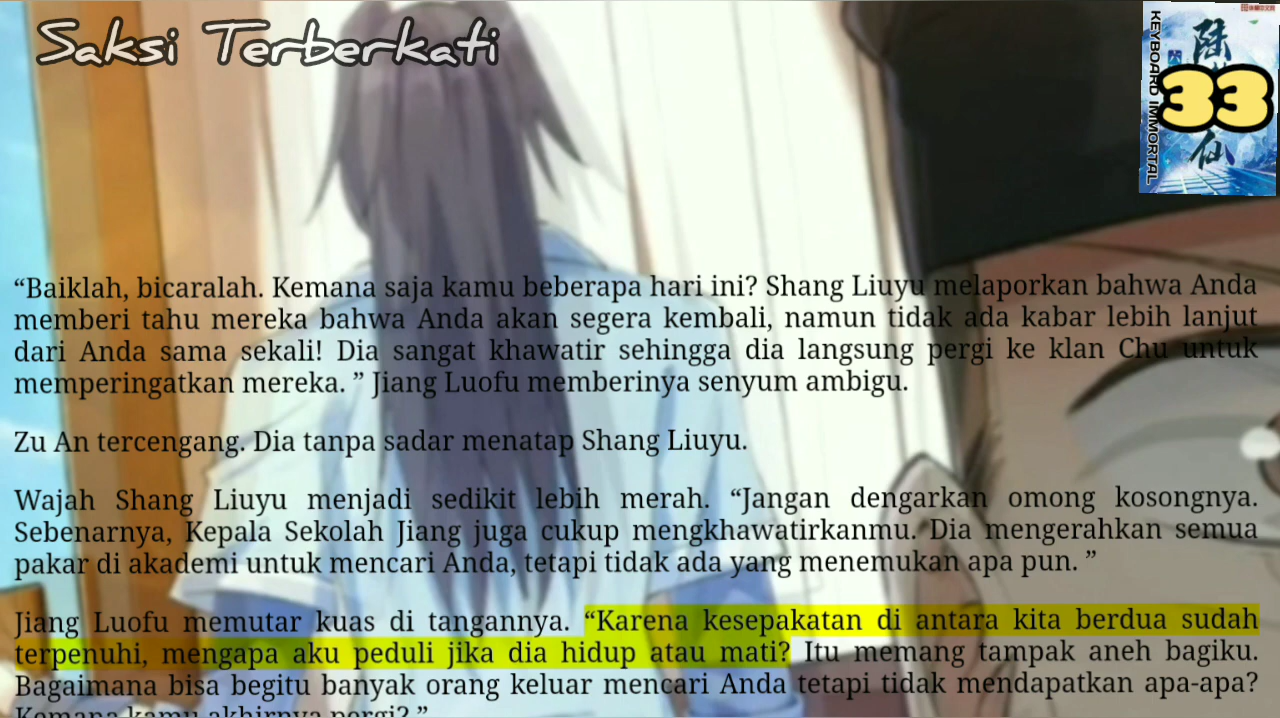 Saksi Terberkati
KEYBOARD IMMORTAL
陆
仙
33
“Baiklah, bicaralah. Kemana saja kamu beberapa hari ini? Shang Liuyu melaporkan bahwa Anda
memberi tahu mereka bahwa Anda akan segera kembali, namun tidak ada kabar lebih lanjut
dari Anda sama sekali! Dia sangat khawatir sehingga dia langsung pergi ke klan Chu untuk
memperingatkan mereka. ” Jiang Luofu memberinya senyum ambigu.
Zu An tercengang. Dia tanpa sadar menatap Shang Liuyu.
Wajah Shang Liuyu menjadi sedikit lebih merah. “Jangan dengarkan omong kosongnya.
Sebenarnya, Kepala Sekolah Jiang juga cukup mengkhawatirkanmu. Dia mengerahkan semua
pakar di akademi untuk mencari Anda, tetapi tidak ada yang menemukan apa pun. ”
Jiang Luofu memutar kuas di tangannya. “Karena kesepakatan di antara kita berdua sudah
terpenuhi, mengapa aku peduli jika dia hidup atau mati? Itu memang tampak aneh bagiku.
Bagaimana bisa begitu banyak orang keluar mencari Anda tetapi tidak mendapatkan apa-apa?
Kemana kamu akhirnya pergi? ”